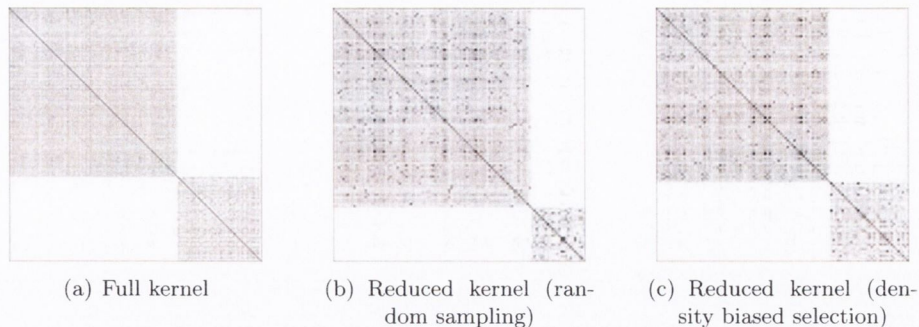 (a) Full kernel
(b) Reduced kernel (ran-
dom sampling)
(c) Reduced kernel (den-
sity biased selection)